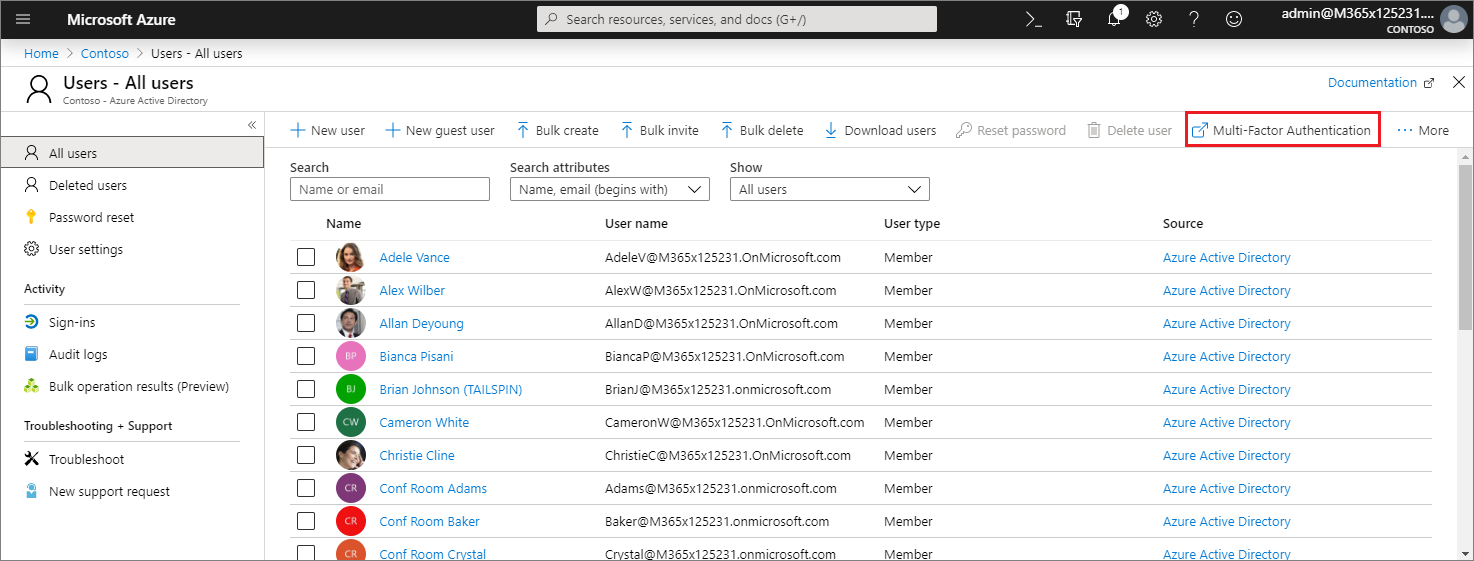 Microsoft Azure
Search resources, services, and docs (G+/)
1
admin@M365x125231....
CONTOSO
Home > Contoso > Users - All users
Users - All users
Contoso - Azure Active Directory
Documentation
«
New user New guest user Bulk create Bulk invite Bulk delete Download users Reset password Delete user Multi-Factor Authentication ... More
All users
Deleted users
Password reset
User settings
Activity
Sign-ins
Audit logs
Bulk operation results (Preview)
Troubleshooting + Support
Troubleshoot
New support request
Search Search attributes Show
Name or email Name, email (begins with) All users
Name User name User type Source
Adele Vance AdeleV@M365x125231.OnMicrosoft.com Member Azure Active Directory
Alex Wilber AlexW@M365x125231.OnMicrosoft.com Member Azure Active Directory
Allan Deyoung AllanD@M365x125231.OnMicrosoft.com Member Azure Active Directory
BP Bianca Pisani BiancaP@M365x125231.OnMicrosoft.com Member Azure Active Directory
BJ Brian Johnson (TAILSPIN) BrianJ@M365x125231.onmicrosoft.com Member Azure Active Directory
CW Cameron White CameronW@M365x125231.OnMicrosoft.com Member Azure Active Directory
Christie Cline ChristieC@M365x125231.OnMicrosoft.com Member Azure Active Directory
CR Conf Room Adams Adams@M365x125231.onmicrosoft.com Member Azure Active Directory
CR Conf Room Baker Baker@M365x125231.onmicrosoft.com Member Azure Active Directory
CR Conf Room Crystal Crystal@M365x125231.onmicrosoft.com Member Azure Active Directory